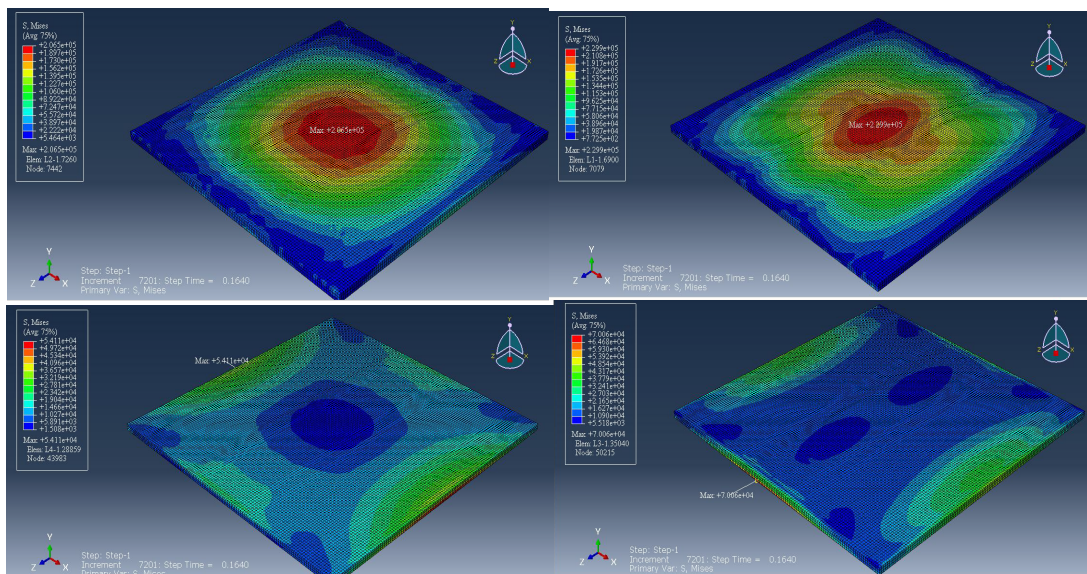 S, Mises
(Avg: 75%)
+2.065e+05
+1.897e+05
+1.730e+05
+1.562e+05
+1.395e+05
+1.227e+05
+1.060e+05
+8.922e+04
+7.247e+04
+5.572e+04
+3.897e+04
+2.222e+04
+5.464e+03
Max: +2.065e+05
Elem: L2-1.7260
Node: 7442
Max: +2.065e+05
Y
Z
X
Y
Z
X
Step: Step-1
Increment 7201: Step Time = 0.1640
Primary Var: S, Mises
S, Mises
(Avg: 75%)
+2.299e+05
+2.108e+05
+1.917e+05
+1.726e+05
+1.535e+05
+1.344e+05
+1.153e+05
+9.625e+04
+7.715e+04
+5.806e+04
+3.896e+04
+1.987e+04
+7.725e+02
Max: +2.299e+05
Elem: L1-1.6900
Node: 7079
Max: +2.299e+05
Y
Z
X
Y
Z
X
Step: Step-1
Increment 7201: Step Time = 0.1640
Primary Var: S, Mises
S, Mises
(Avg: 75%)
+5.411e+04
+4.972e+04
+4.534e+04
+4.096e+04
+3.657e+04
+3.219e+04
+2.781e+04
+2.342e+04
+1.904e+04
+1.466e+04
+1.027e+04
+5.891e+03
+1.508e+03
Max: +5.411e+04
Elem: L4-1.28859
Node: 43983
Max: +5.411e+04
Y
Z
X
Y
Z
X
Step: Step-1
Increment 7201: Step Time = 0.1640
Primary Var: S, Mises
S, Mises
(Avg: 75%)
+7.006e+04
+6.468e+04
+5.930e+04
+5.392e+04
+4.854e+04
+4.317e+04
+3.779e+04
+3.241e+04
+2.703e+04
+2.165e+04
+1.627e+04
+1.090e+04
+5.518e+03
Max: +7.006e+04
Elem: L3-1.35040
Node: 50215
Max: +7.006e+04
Y
Z
X
Y
Z
X
Step: Step-1
Increment 7201: Step Time = 0.1640
Primary Var: S, Mises